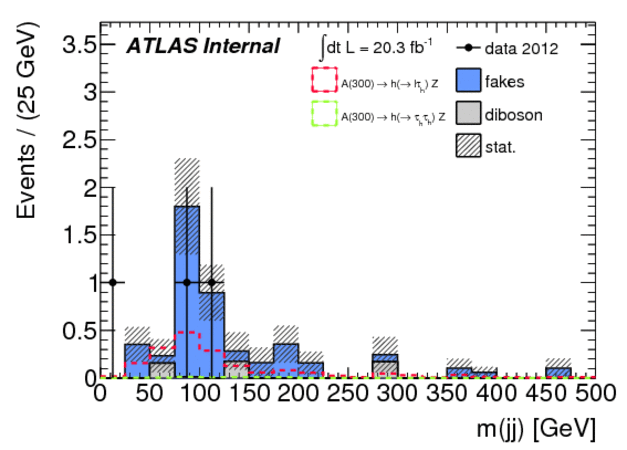 ATLAS Internal
∫dt L = 20.3 fb⁻¹
data 2012
A(300) → h(→ lτₕ) Z
fakes
A(300) → h(→ τₕτₕ) Z
diboson
stat.
Events / (25 GeV)
3.5
3
2.5
2
1.5
1
0.5
0
0 50 100 150 200 250 300 350 400 450 500
m(jj) [GeV]